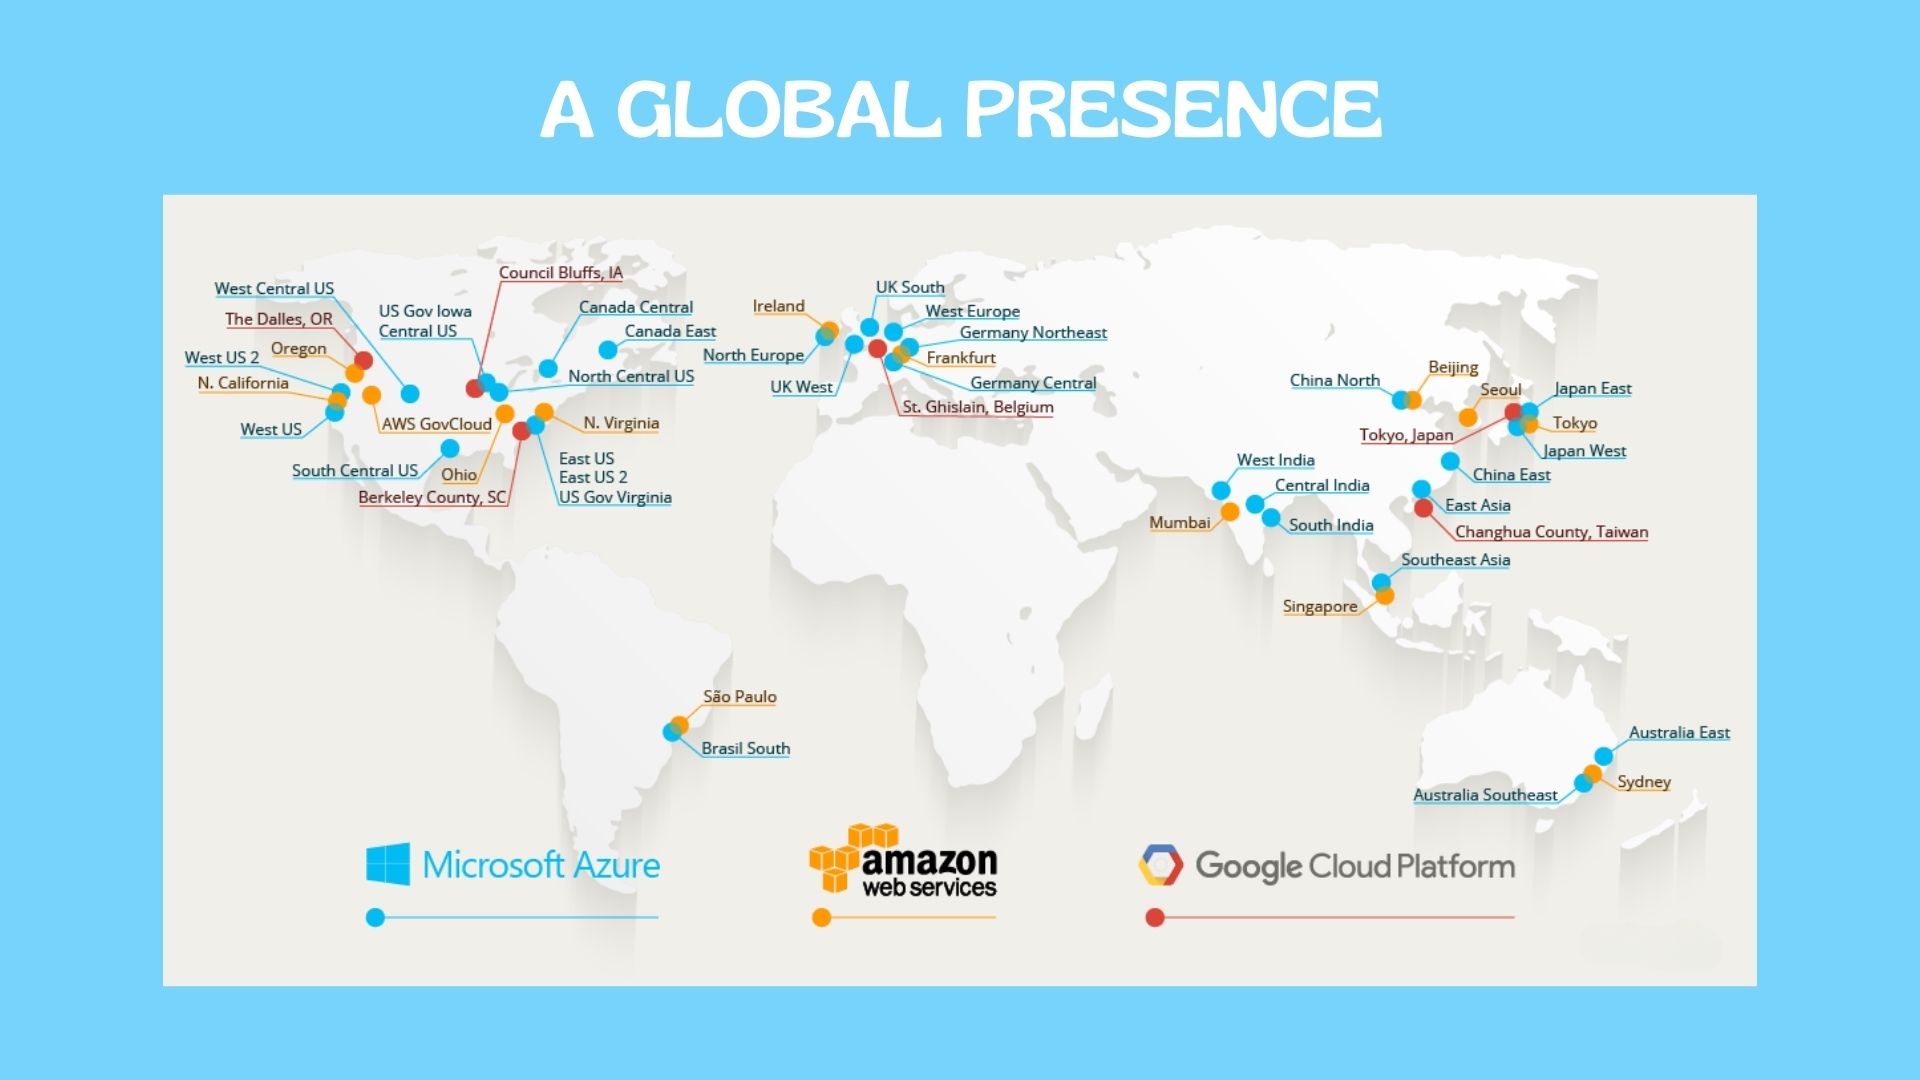 A GLOBAL PRESENCE
West Central US
The Dalles, OR
Oregon
West US 2
N. California
West US
US Gov Iowa
Central US
AWS GovCloud
South Central US
Ohio
Berkeley County, SC
Council Bluffs, IA
Canada Central
Canada East
North Central US
N. Virginia
East US
East US 2
US Gov Virginia
São Paulo
Brasil South
Ireland
North Europe
UK West
UK South
West Europe
Germany Northeast
Frankfurt
Germany Central
St. Ghislain, Belgium
West India
Central India
Mumbai
South India
China North
Beijing
Seoul
Japan East
Tokyo, Japan
Tokyo
Japan West
China East
East Asia
Changhua County, Taiwan
Southeast Asia
Singapore
Australia East
Sydney
Australia Southeast
Microsoft Azure
amazon
web services
Google Cloud Platform